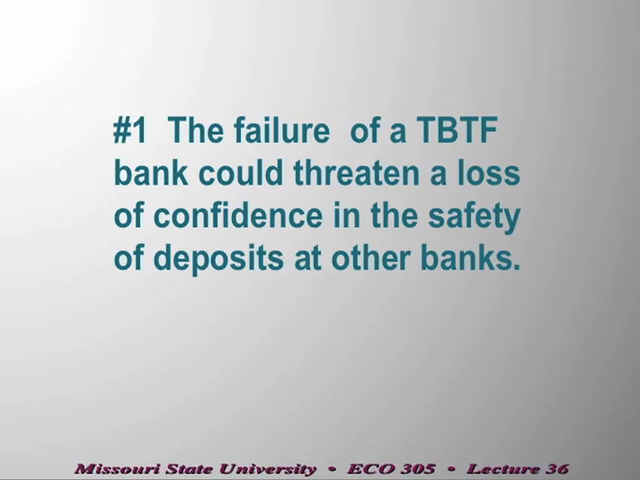 #1 The failure of a TBTF
bank could threaten a loss
of confidence in the safety
of deposits at other banks.
Missouri State University • ECO 305 • Lecture 36